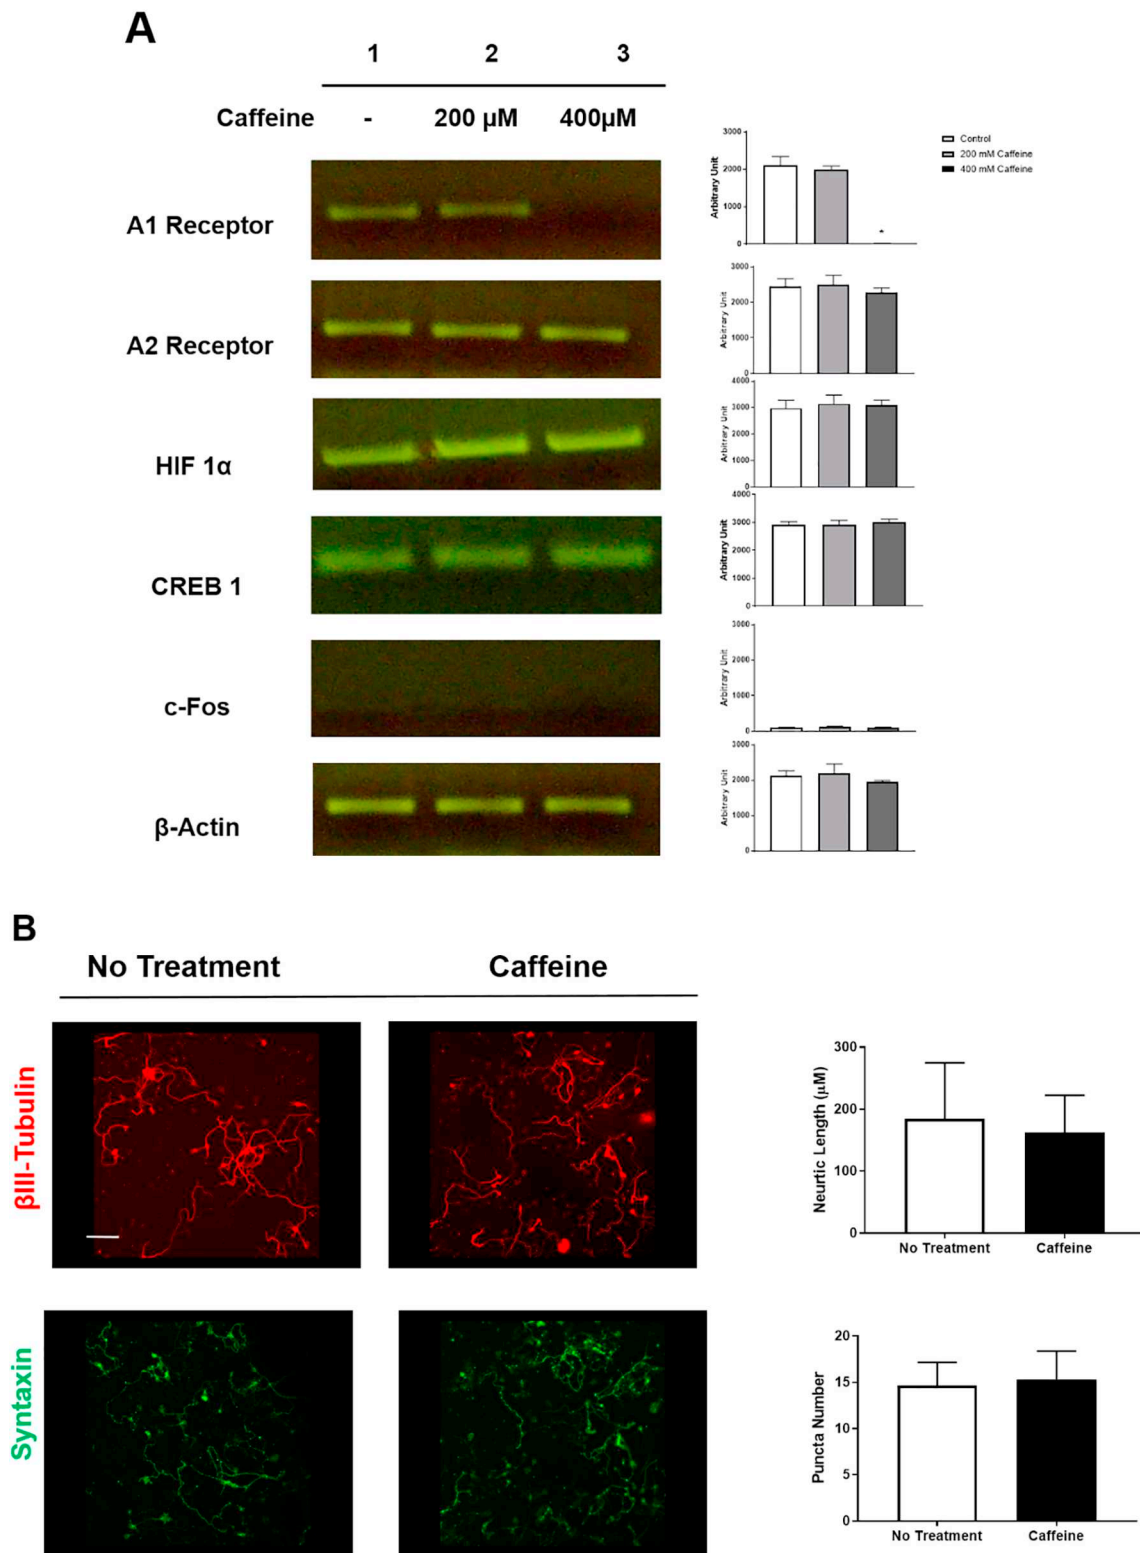 A
1 2 3
Caffeine - 200 µM 400µM
A1 Receptor
A2 Receptor
HIF 1α
CREB 1
c-Fos
β-Actin
3000
2000
1000
0
Arbitrary Unit
*
Control
200 mM Caffeine
400 mM Caffeine
3000
2000
1000
0
Arbitrary Unit
4000
3000
2000
1000
0
Arbitrary Unit
4000
3000
2000
1000
0
Arbitrary Unit
3000
2000
1000
0
Arbitrary Unit
3000
2000
1000
0
Arbitrary Unit
B
No Treatment Caffeine
βIII-Tubulin
Syntaxin
300
200
100
0
Neurtic Length (µM)
No Treatment Caffeine
20
15
10
5
0
Puncta Number
No Treatment Caffeine